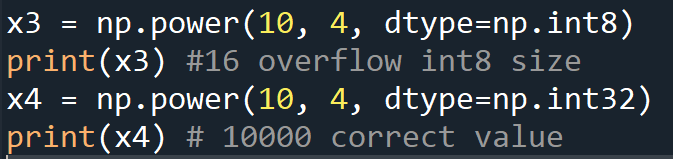 x3 = np.power(10, 4, dtype=np.int8)
print(x3) #16 overflow int8 size
x4 = np.power(10, 4, dtype=np.int32)
print(x4) # 10000 correct value